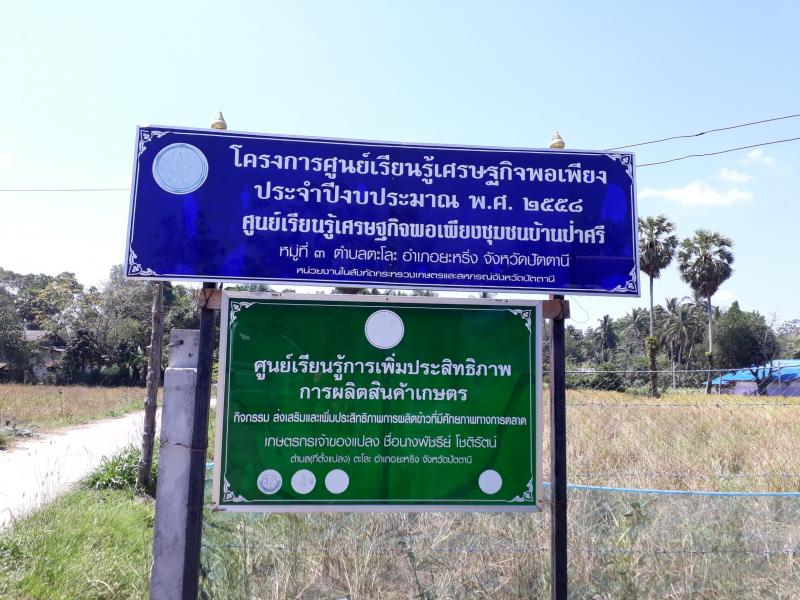 โครงการศูนย์เรียนรู้เศรษฐกิจพอเพียง
ประจำปีงบประมาณ พ.ศ. ๒๕๕๘
ศูนย์เรียนรู้เศรษฐกิจพอเพียงชุมชนบ้านป่าศรี
หมู่ที่ ๓ ตำบลตะโละ อำเภอยะหริ่ง จังหวัดปัตตานี
หน่วยงานในสังกัดกระทรวงเกษตรและสหกรณ์จังหวัดปัตตานี
ศูนย์เรียนรู้การเพิ่มประสิทธิภาพ
การผลิตสินค้าเกษตร
กิจกรรม ส่งเสริมและเพิ่มประสิทธิภาพการผลิตข้าวที่มีศักยภาพทางการตลาด
เกษตรกรเจ้าของแปลง ชื่อนางพัชรีย์ โชติรัตน์
ตำบล(ที่ตั้งแปลง) ตะโละ อำเภอยะหริ่ง จังหวัดปัตตานี